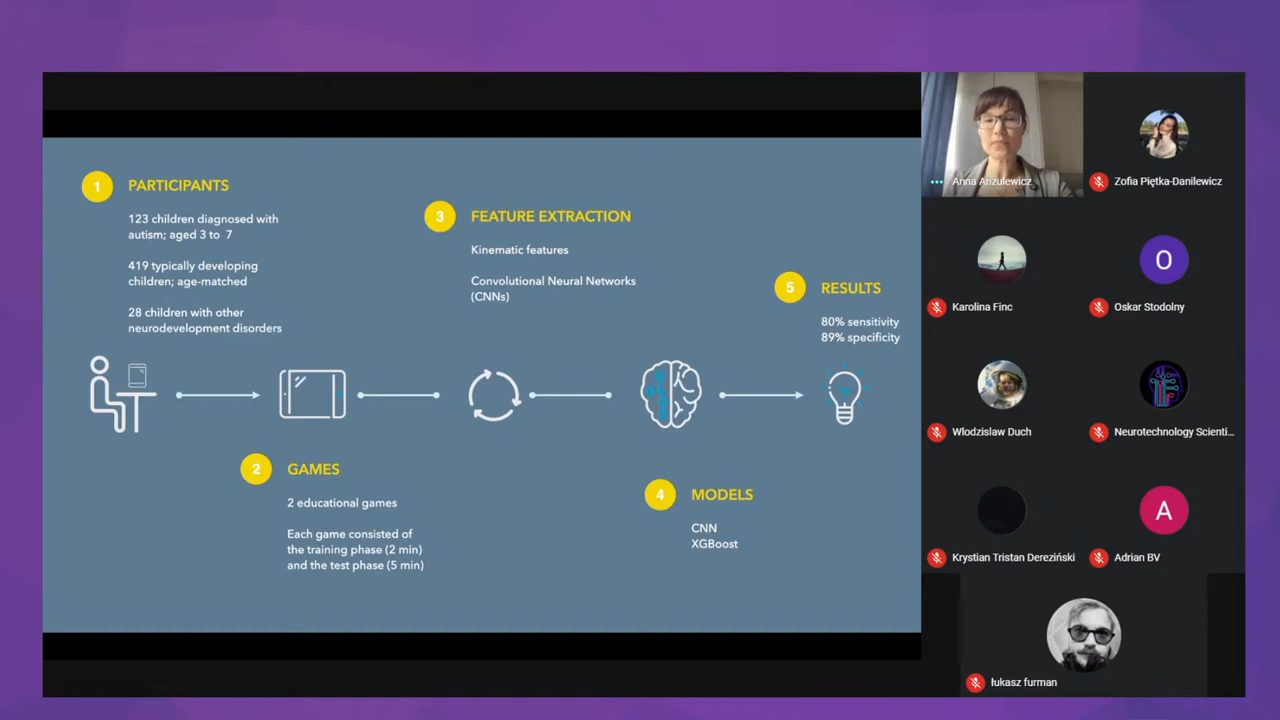 1
PARTICIPANTS
123 children diagnosed with
autism; aged 3 to 7
419 typically developing
children; age-matched
28 children with other
neurodevelopment disorders
2
GAMES
2 educational games
Each game consisted of
the training phase (2 min)
and the test phase (5 min)
3
FEATURE EXTRACTION
Kinematic features
Convolutional Neural Networks
(CNNs)
4
MODELS
CNN
XGBoost
5
RESULTS
80% sensitivity
89% specificity
Anna Anzulewicz
Zofia Piętka-Danilewicz
Karolina Finc
O
Oskar Stodolny
Wlodzislaw Duch
Neurotechnology Scienti...
Krystian Tristan Dereziński
A
Adrian BV
łukasz furman